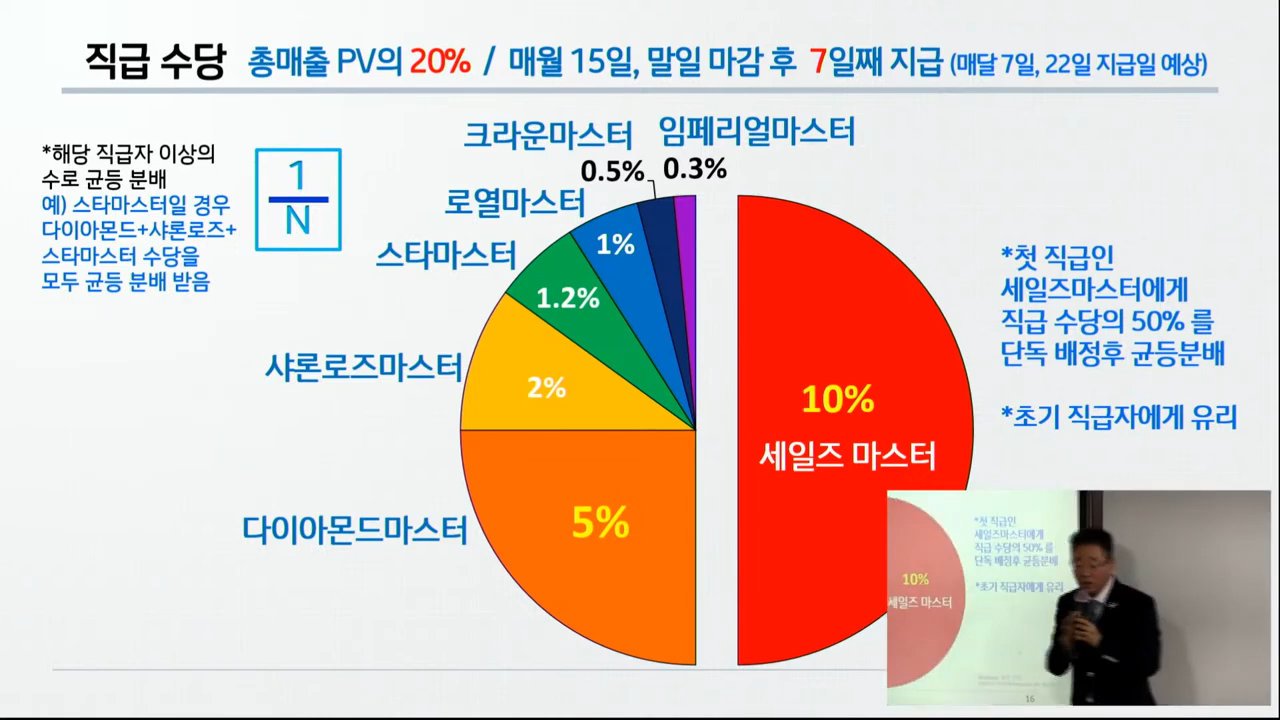 직급 수당 총매출 PV의 20% / 매월 15일, 말일 마감 후 7일째 지급 (매달 7일, 22일 지급일 예상)
*해당 직급자 이상의
수로 균등 분배
예) 스타마스터일 경우
다이아몬드+샤론로즈+
스타마스터 수당을
모두 균등 분배 받음
1
N
크라운마스터 임페리얼마스터
0.5% 0.3%
로열마스터
1%
스타마스터
1.2%
샤론로즈마스터
2%
다이아몬드마스터
5%
10%
세일즈 마스터
*첫 직급인
세일즈마스터에게
직급 수당의 50% 를
단독 배정후 균등분배
*초기 직급자에게 유리
*첫 직급인
세일즈마스터에게
직급 수당의 50% 를
단독 배정후 균등분배
*초기 직급자에게 유리
10%
세일즈 마스터
16